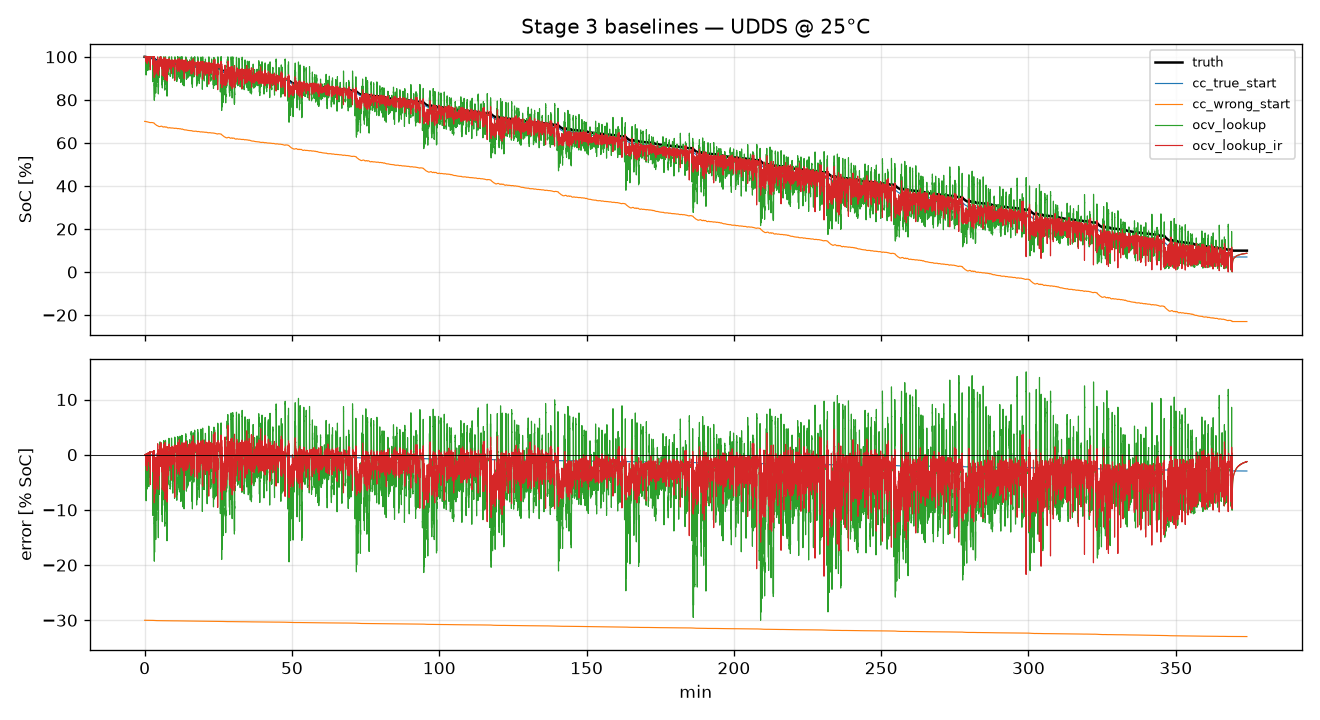 Stage 3 baselines — UDDS @ 25°C
SoC [%]
100
80
60
40
20
0
−20
truth
cc_true_start
cc_wrong_start
ocv_lookup
ocv_lookup_ir
error [% SoC]
10
0
−10
−20
−30
0 50 100 150 200 250 300 350
min